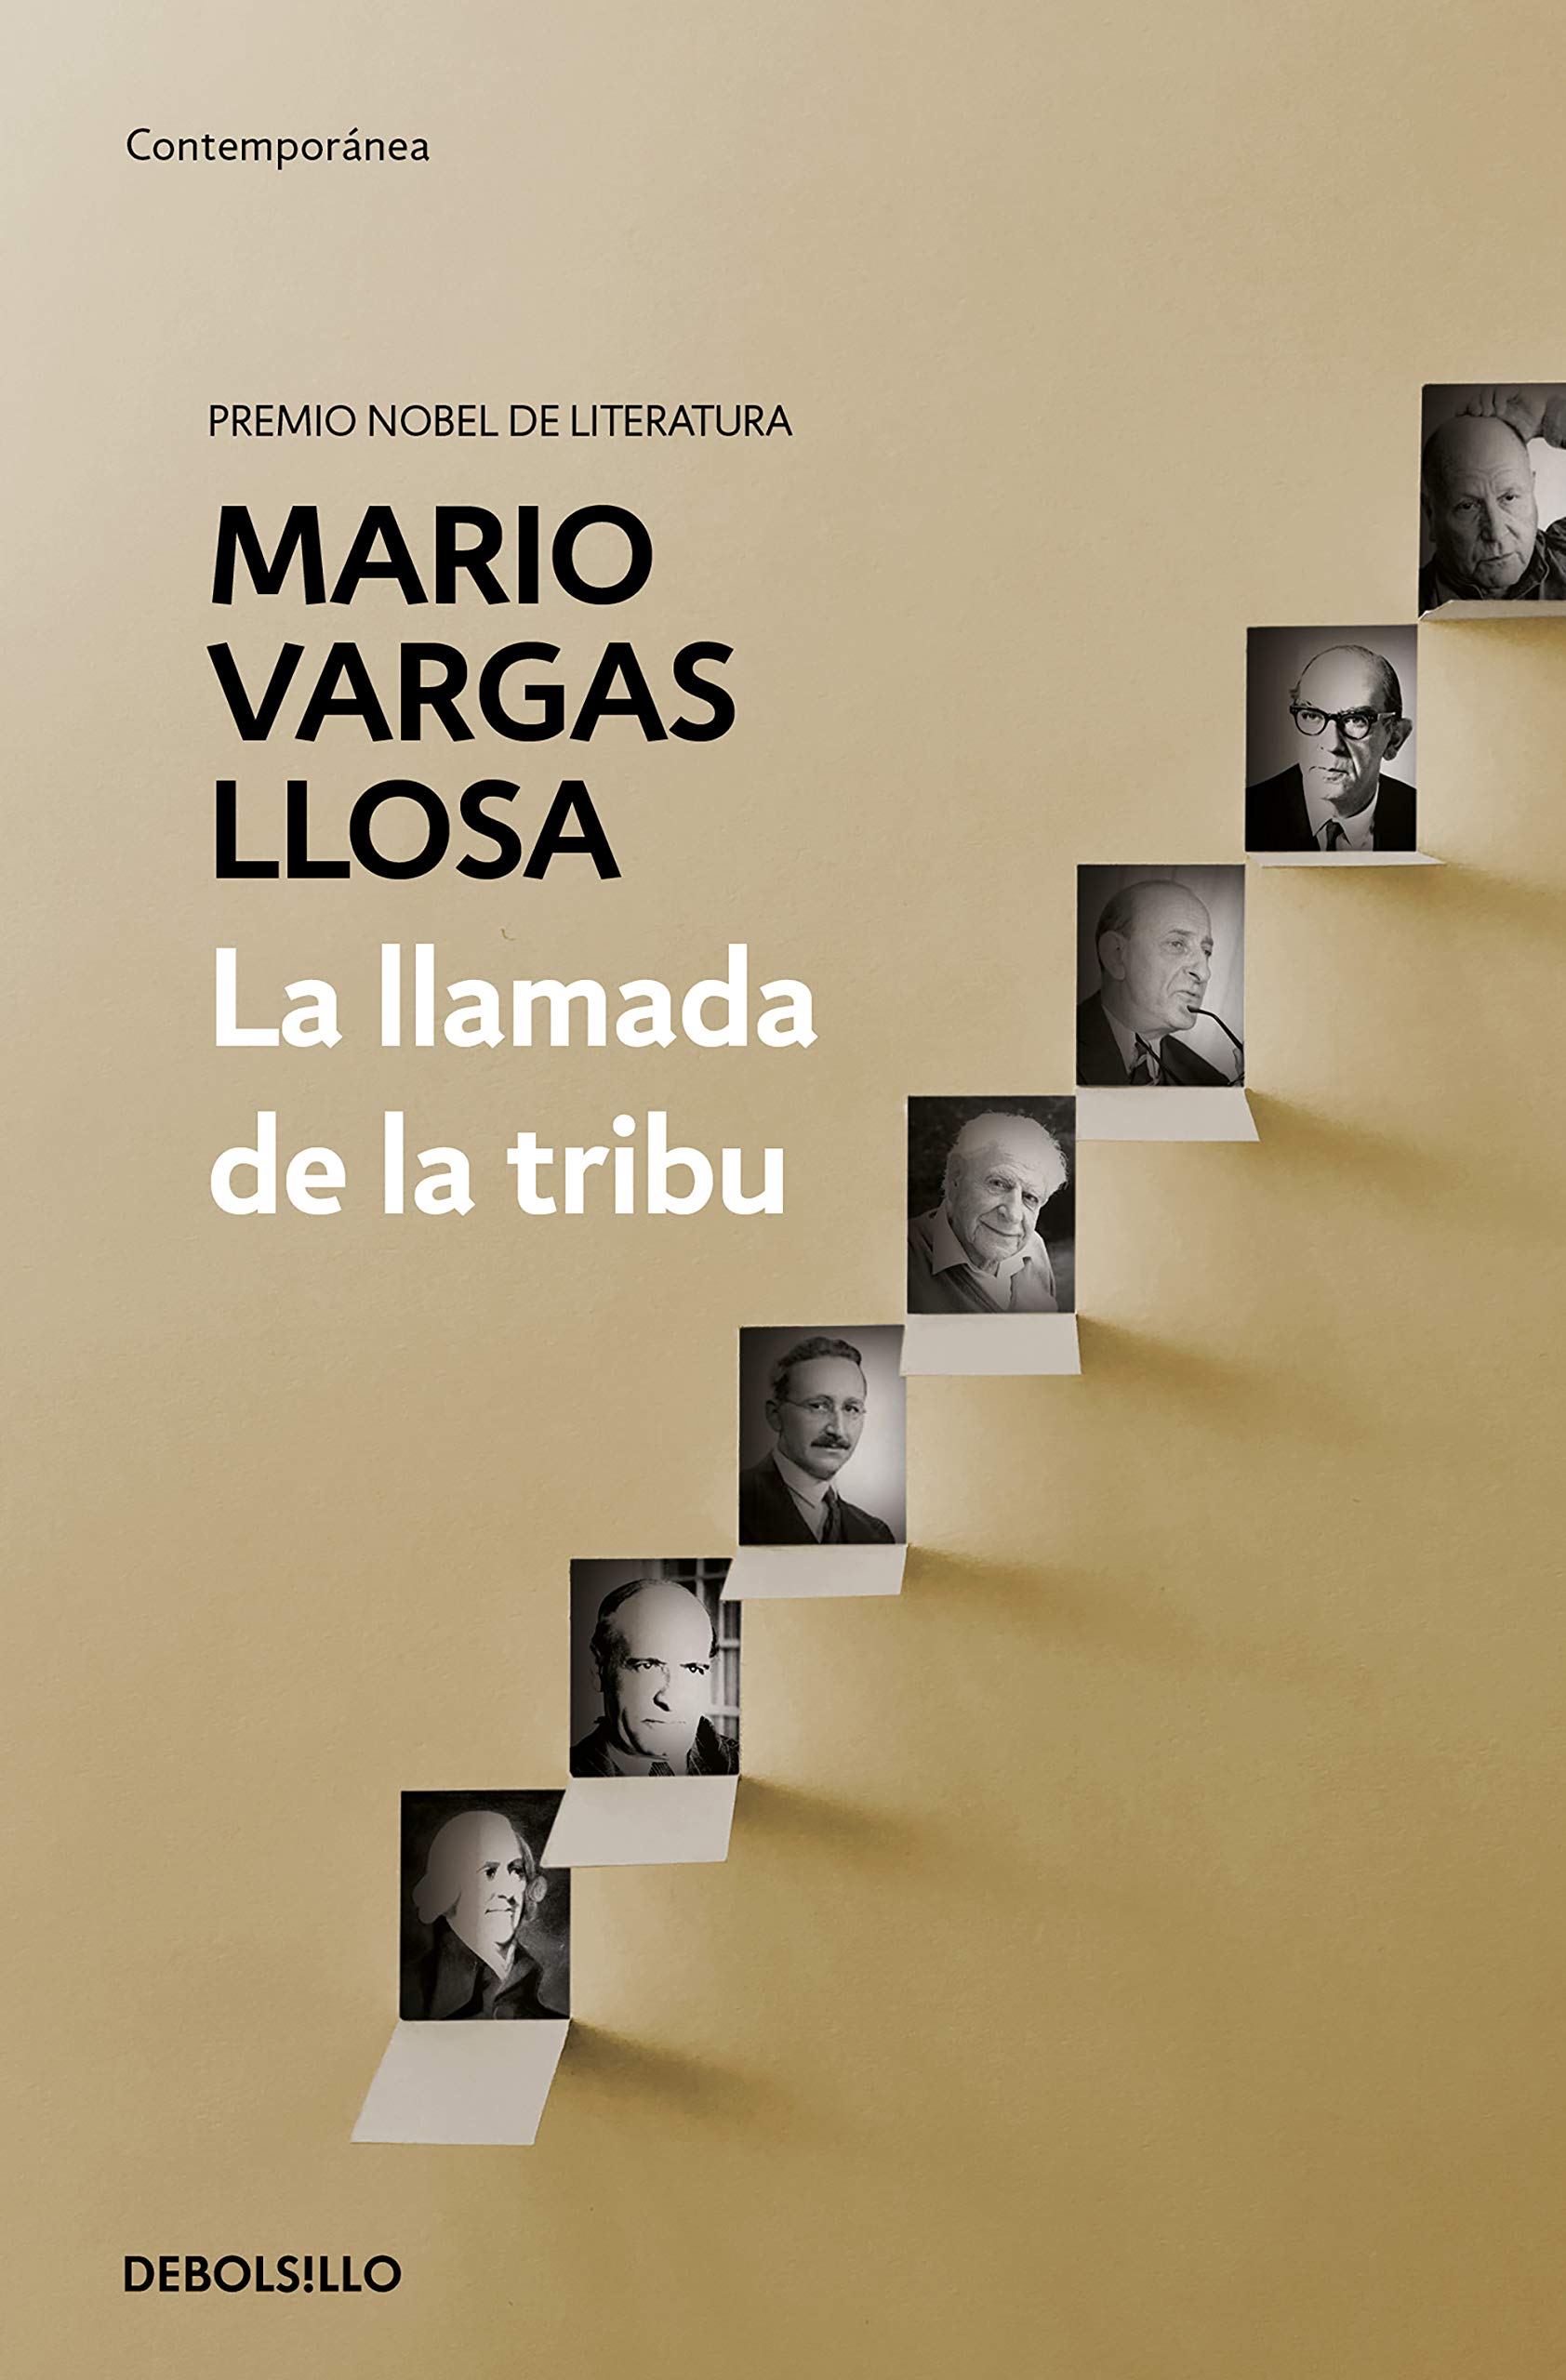 Contemporánea
PREMIO NOBEL DE LITERATURA
MARIO
VARGAS
LLOSA
La llamada
de la tribu
DEBOLS!LLO